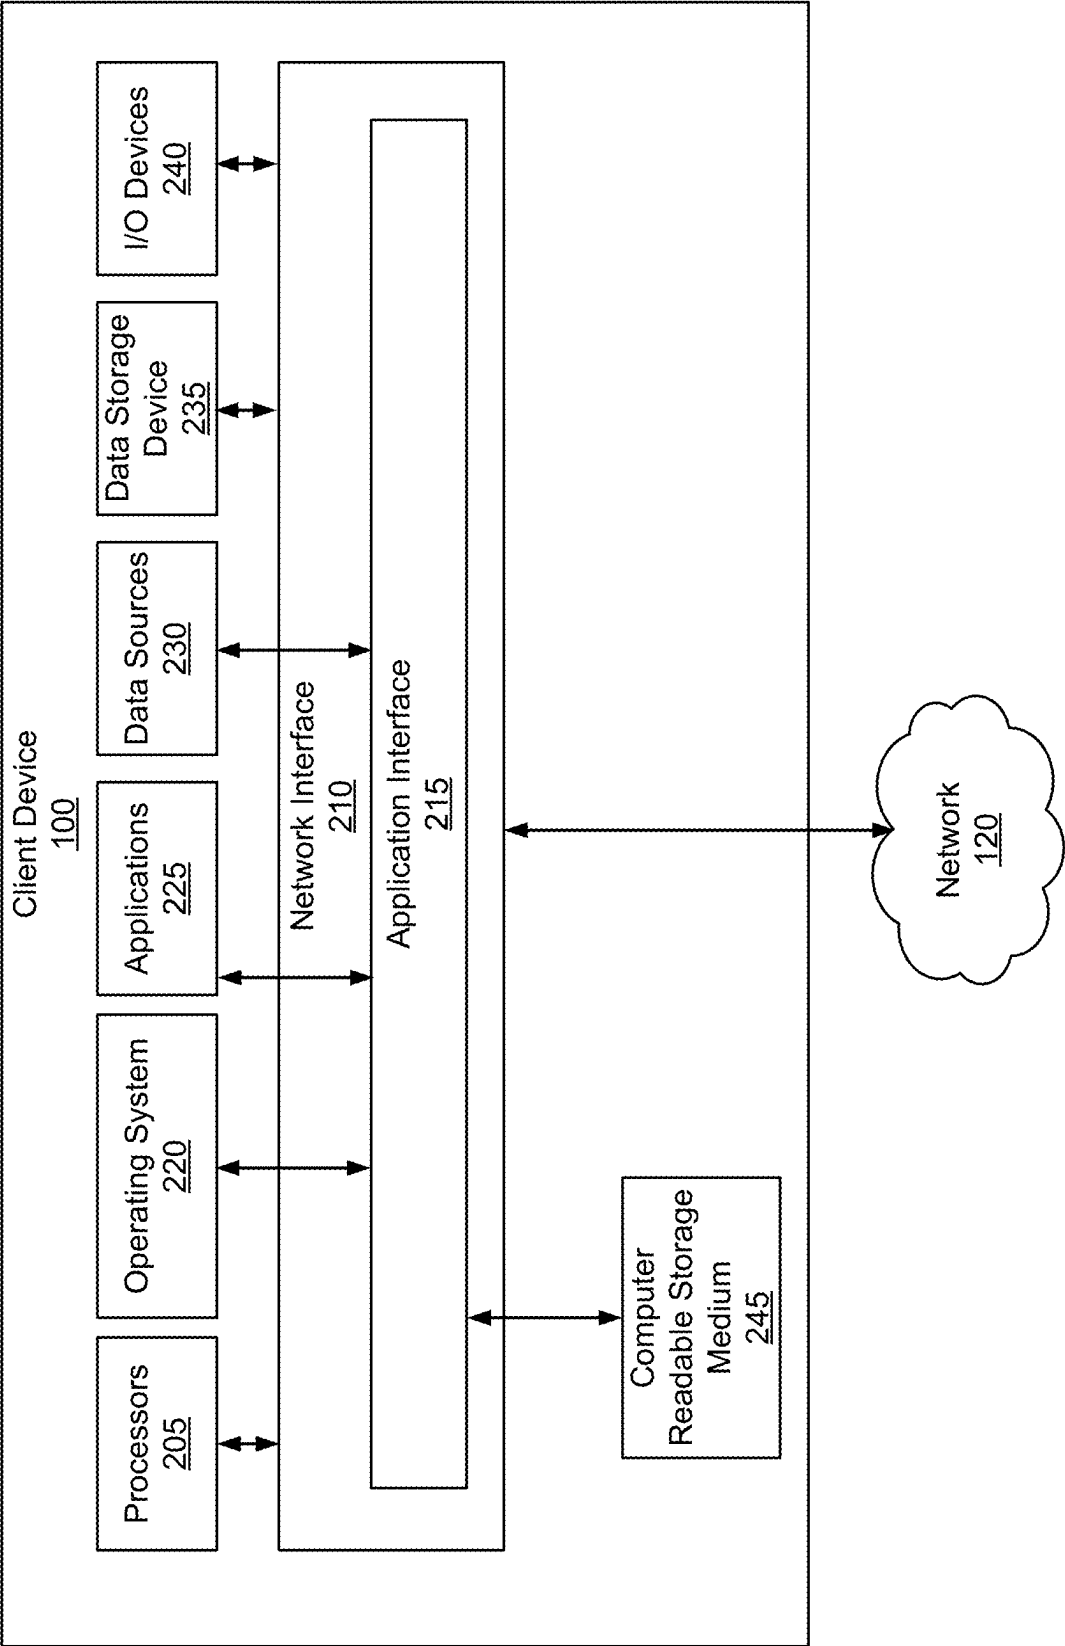 Client Device
100
Processors
205
Operating System
220
Applications
225
Data Sources
230
Data Storage
Device
235
I/O Devices
240
Network Interface
210
Application Interface
215
Computer
Readable Storage
Medium
245
Network
120